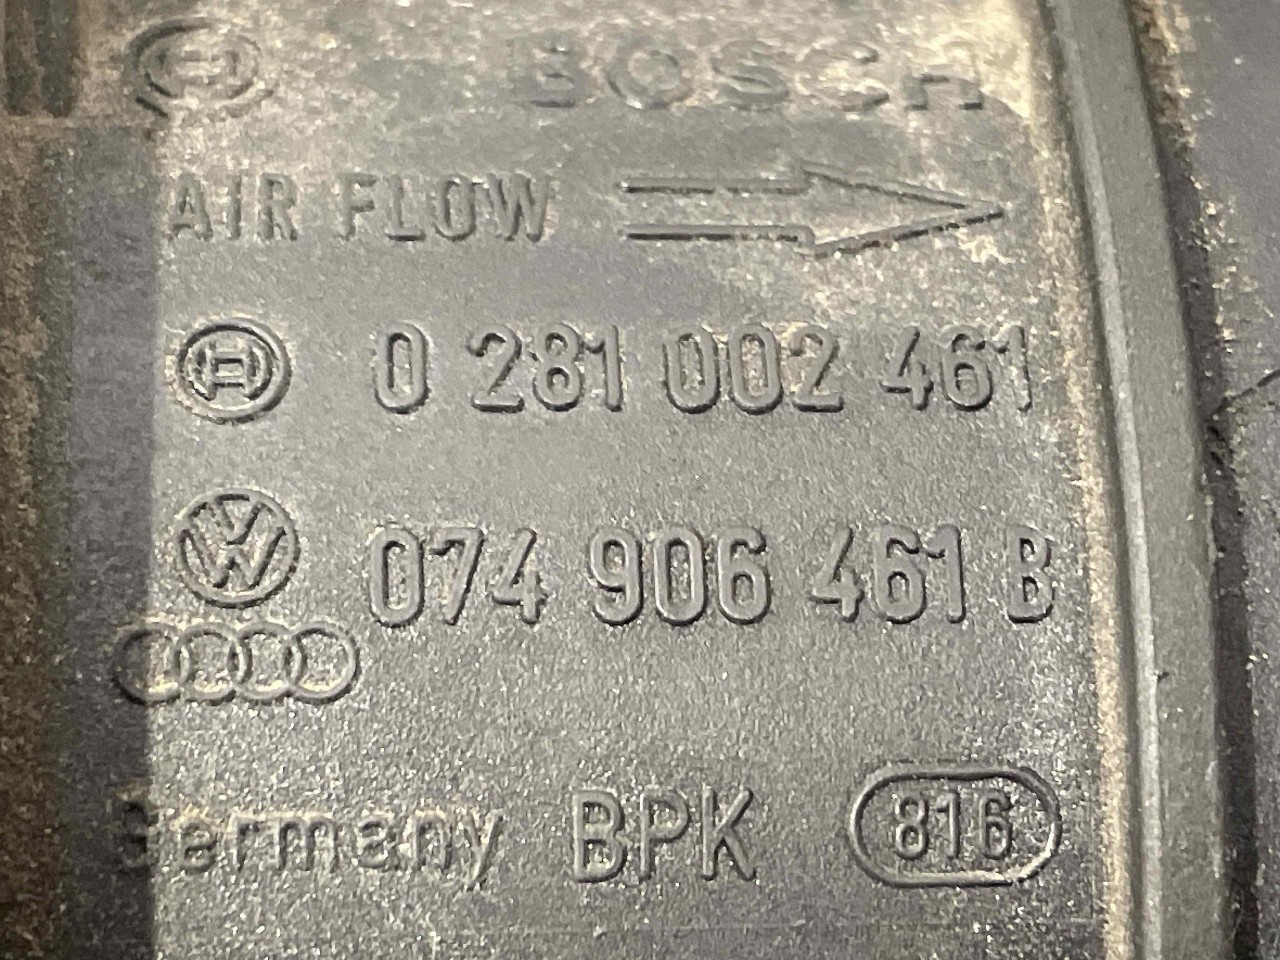 BOSCH
AIR FLOW
0 281 002 461
074 906 461 B
Germany BPK 816